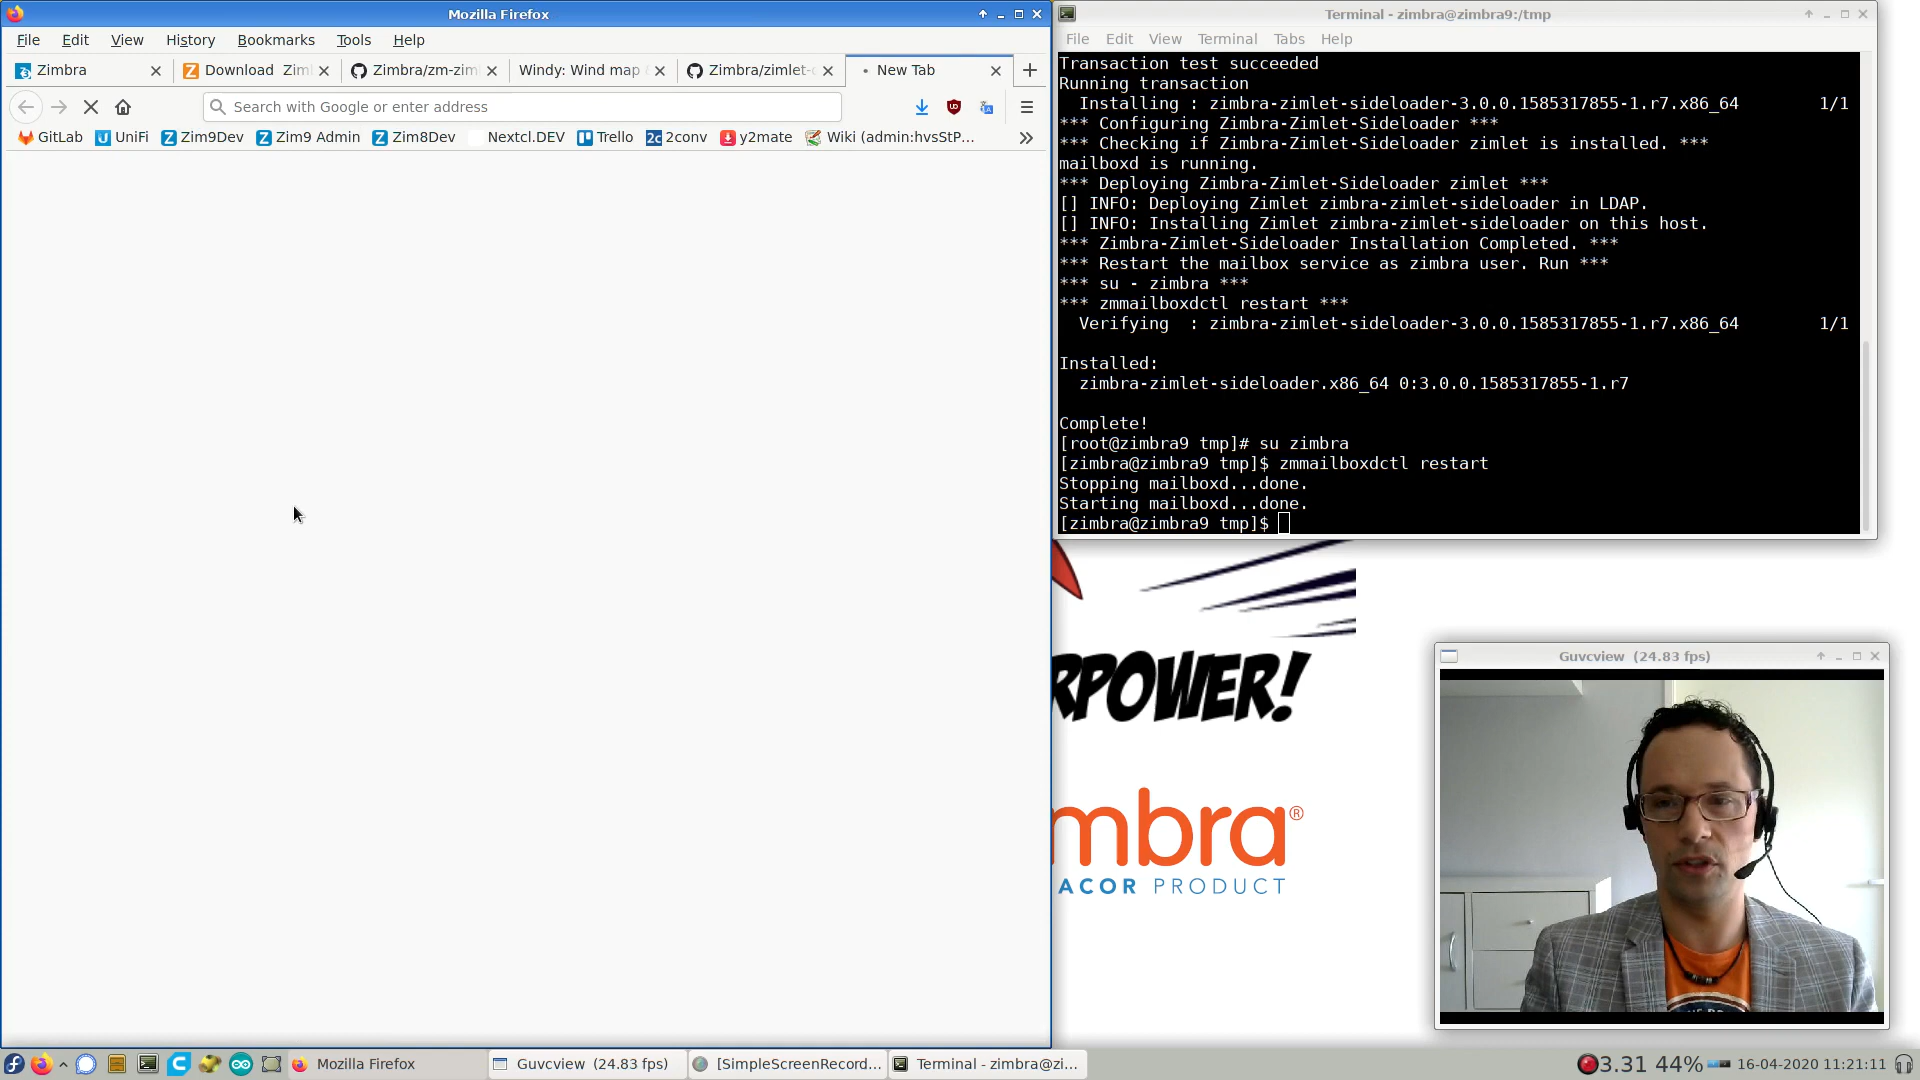 Mozilla Firefox
File Edit View History Bookmarks Tools Help
Zimbra
Download Zim
Zimbra/zm-zim
Windy: Wind map
Zimbra/zimlet-
New Tab
Search with Google or enter address
GitLab UniFi Zim9Dev Zim9 Admin Zim8Dev Nextcl.DEV Trello 2conv y2mate Wiki (admin:hvsStP...
Terminal - zimbra@zimbra9:/tmp
File Edit View Terminal Tabs Help
Transaction test succeeded
Running transaction
Installing : zimbra-zimlet-sideloader-3.0.0.1585317855-1.r7.x86_64 1/1
*** Configuring Zimbra-Zimlet-Sideloader ***
*** Checking if Zimbra-Zimlet-Sideloader zimlet is installed. ***
mailboxd is running.
*** Deploying Zimbra-Zimlet-Sideloader zimlet ***
[] INFO: Deploying Zimlet zimbra-zimlet-sideloader in LDAP.
[] INFO: Installing Zimlet zimbra-zimlet-sideloader on this host.
*** Zimbra-Zimlet-Sideloader Installation Completed. ***
*** Restart the mailbox service as zimbra user. Run ***
*** su - zimbra ***
*** zmmailboxdctl restart ***
Verifying : zimbra-zimlet-sideloader-3.0.0.1585317855-1.r7.x86_64 1/1
Installed:
zimbra-zimlet-sideloader.x86_64 0:3.0.0.1585317855-1.r7
Complete!
[root@zimbra9 tmp]# su zimbra
[zimbra@zimbra9 tmp]$ zmmailboxdctl restart
Stopping mailboxd...done.
Starting mailboxd...done.
[zimbra@zimbra9 tmp]$
RPOWER!
mbra®
ACOR PRODUCT
Guvcview (24.83 fps)
Mozilla Firefox
Guvcview (24.83 fps)
[SimpleScreenRecord...
Terminal - zimbra@zi...
3.31 44% 16-04-2020 11:21:11